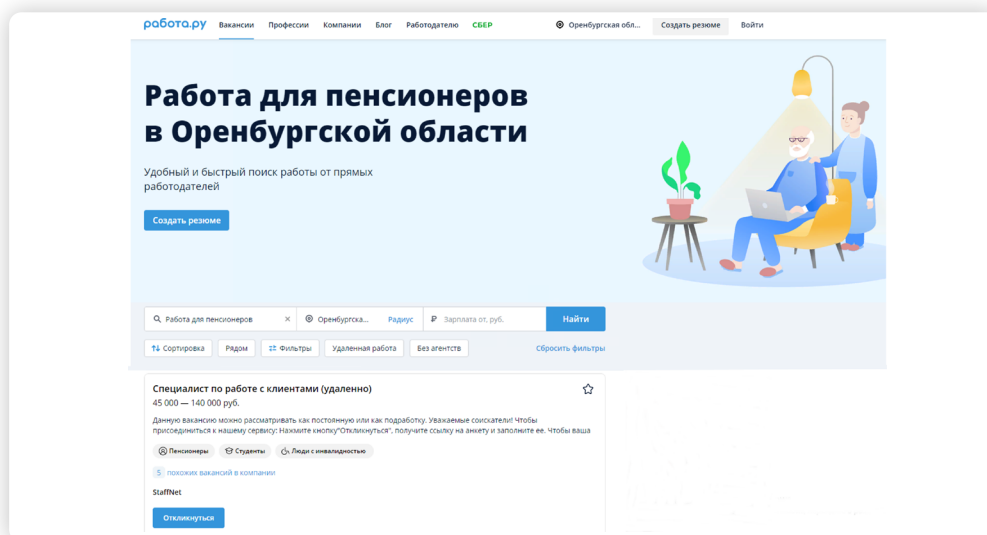 работа.ру Вакансии Профессии Компании Блог Работодателю СБЕР Оренбургская обл... Создать резюме Войти
Работа для пенсионеров
в Оренбургской области
Удобный и быстрый поиск работы от прямых
работодателей
Создать резюме
Работа для пенсионеров × Оренбургска... Радиус ₽ Зарплата от, руб. Найти
Сортировка Рядом Фильтры Удаленная работа Без агентств Сбросить фильтры
Специалист по работе с клиентами (удаленно)
45 000 — 140 000 руб.
Данную вакансию можно рассматривать как постоянную или как подработку. Уважаемые соискатели! Чтобы
присоединиться к нашему сервису: Нажмите кнопку"Откликнуться", получите ссылку на анкету и заполните ее. Чтобы ваша
Пенсионеры Студенты Люди с инвалидностью
5 похожих вакансий в компании
StaffNet
Откликнуться